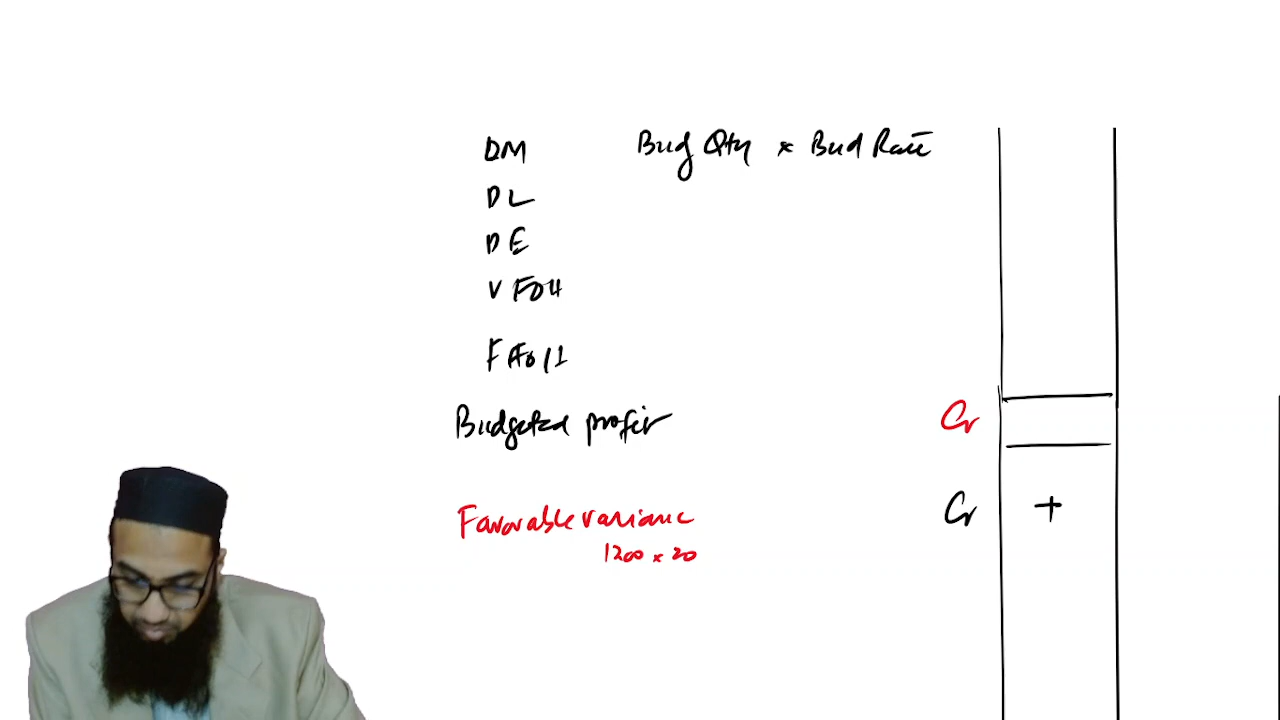 DM Bud Qty × Bud Rate
DL
DE
VFOH
FFOH
Budgeted profit Cr
Favorable variance Cr +
1200 × 20